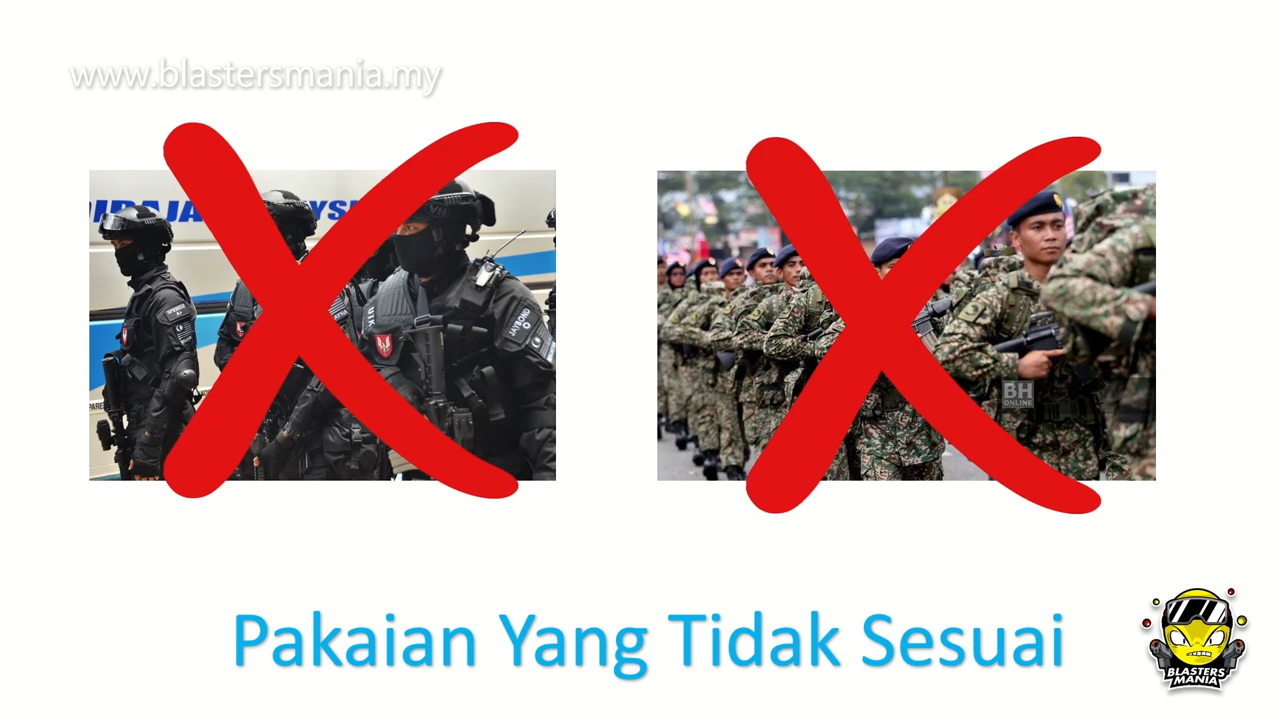 www.blastersmania.my
Pakaian Yang Tidak Sesuai
BH
ONLINE
BLASTERS
MANIA